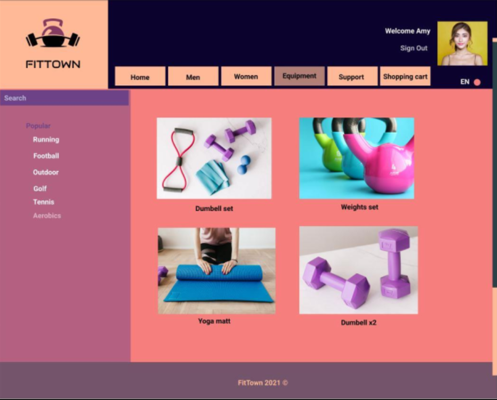 Welcome Amy
Sign Out
FITTOWN
Home
Men
Women
Equipment
Support
Shopping cart
EN
Search
Popular
Running
Football
Outdoor
Golf
Tennis
Aerobics
Dumbell set
Weights set
Yoga matt
Dumbell x2
FitTown 2021 ©